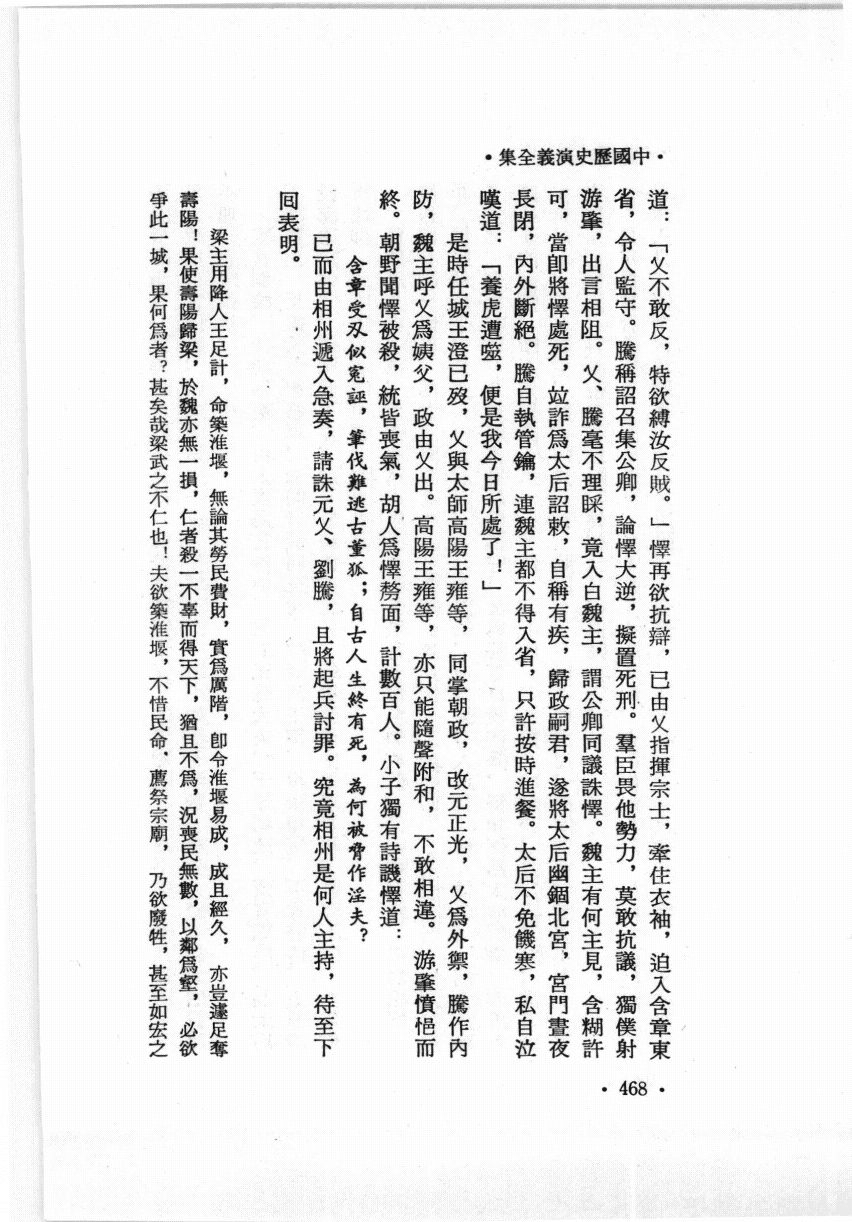 •中國歷史演義全集•
道：「乂不敢反，特欲縛汝反賊。」懌再欲抗辯，已由乂指揮宗士，牽住衣袖，迫入含章東
省，令人監守。騰稱詔召集公卿，論懌大逆，擬置死刑。羣臣畏他勢力，莫敢抗議，獨僕射
游肇，出言相阻。乂、騰毫不理睬，竟入白魏主，謂公卿同議誅懌。魏主有何主見，含糊許
可，當卽將懌處死，竝詐爲太后詔敕，自稱有疾，歸政嗣君，遂將太后幽錮北宮，宮門晝夜
長閉，內外斷絕。騰自執管鑰，連魏主都不得入省，只許按時進餐。太后不免饑寒，私自泣
嘆道：「養虎遭噬，便是我今日所處了！」
是時任城王澄已歿，乂與太師高陽王雍等，同掌朝政，改元正光，乂爲外禦，騰作內
防，魏主呼乂爲姨父，政由乂出。高陽王雍等，亦只能隨聲附和，不敢相違。游肇憤悒而
終。朝野聞懌被殺，統皆喪氣，胡人爲懌剺面，計數百人。小子獨有詩譏懌道：
含章受刃似寃誣，筆伐難逃古董狐；自古人生終有死，為何被脅作淫夫？
已而由相州遞入急奏，請誅元乂、劉騰，且將起兵討罪。究竟相州是何人主持，待至下
回表明。
梁主用降人王足計，命築淮堰，無論其勞民費財，實爲厲階，卽令淮堰易成，成且經久，亦豈遽足奪
壽陽！果使壽陽歸梁，於魏亦無一損，仁者殺一不辜而得天下，猶且不爲，況喪民無數，以鄰爲壑，必欲
爭此一城，果何爲者？甚矣哉梁武之不仁也！夫欲築淮堰，不惜民命，薦祭宗廟，乃欲廢牲，甚至如宏之
•468•